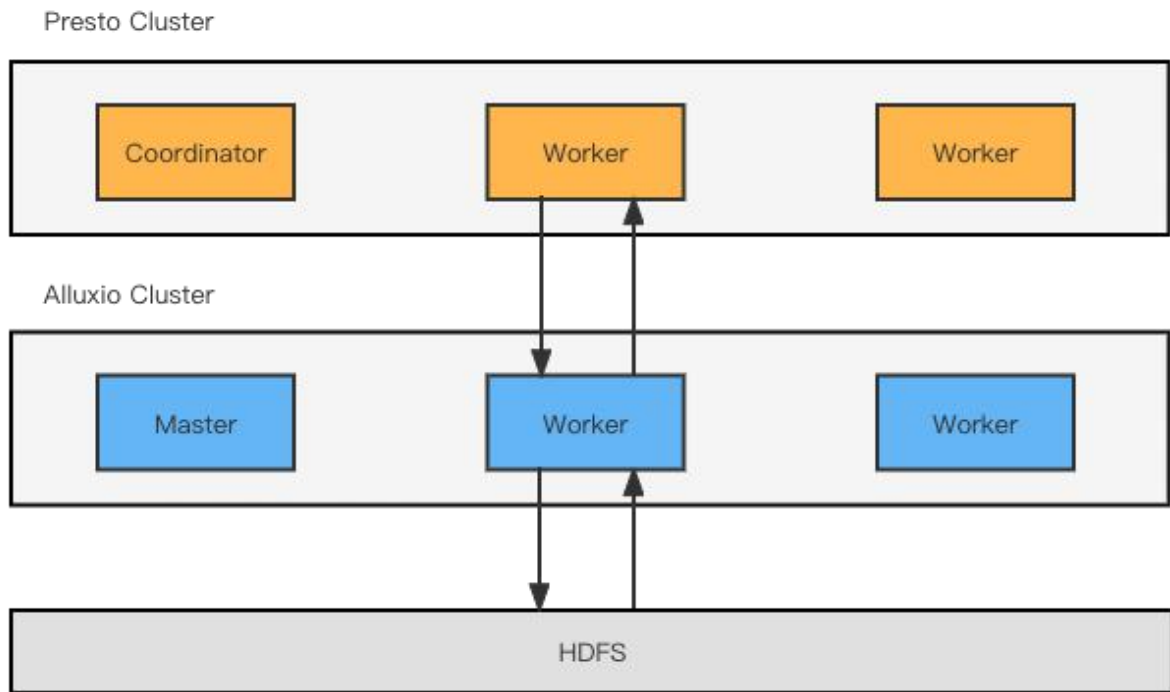 Presto Cluster
Coordinator
Worker
Worker
Alluxio Cluster
Master
Worker
Worker
HDFS